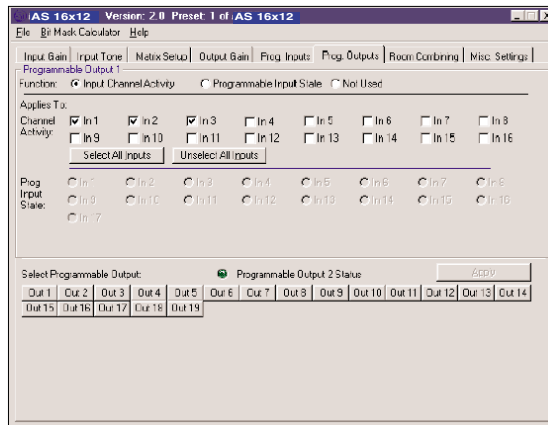 iAS 16x12 Version: 2.0 Preset: 1 of iAS 16x12
File Bit Mask Calculator Help
Input Gain Input Tone Matrix Setup Output Gain Prog. Inputs Prog. Outputs Room Combining Misc. Settings
Programmable Output 1
Function: Input Channel Activity Programmable Input State Not Used
Applies To:
Channel Activity: In 1 In 2 In 3 In 4 In 5 In 6 In 7 In 8
In 9 In 10 In 11 In 12 In 13 In 14 In 15 In 16
Select All Inputs Unselect All Inputs
Prog Input State: In 1 In 2 In 3 In 4 In 5 In 6 In 7 In 8
In 9 In 10 In 11 In 12 In 13 In 14 In 15 In 16
In 17
Select Programmable Output: Programmable Output 2 Status Apply
Out 1 Out 2 Out 3 Out 4 Out 5 Out 6 Out 7 Out 8 Out 9 Out 10 Out 11 Out 12 Out 13 Out 14
Out 15 Out 16 Out 17 Out 18 Out 19